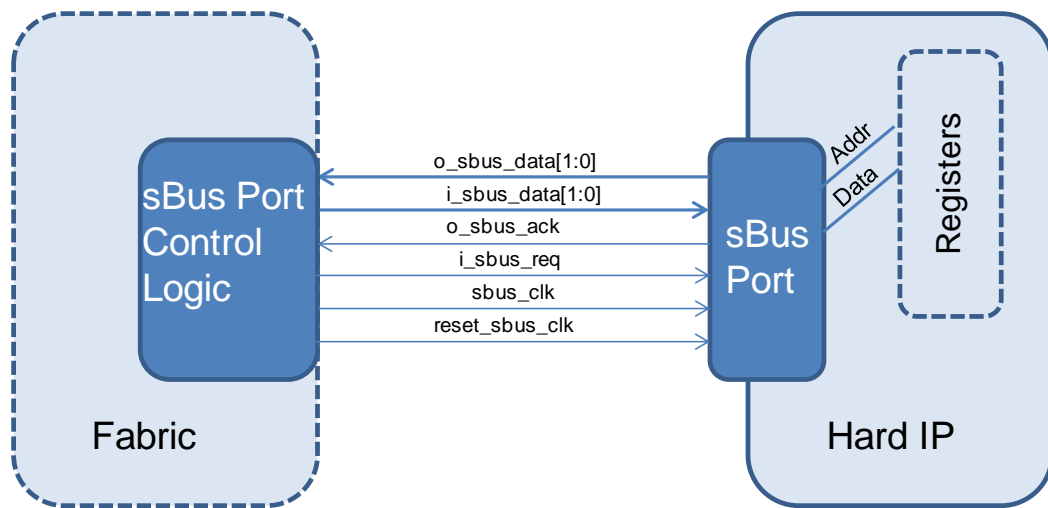 sBus Port
Control
Logic
Fabric
o_sbus_data[1:0]
i_sbus_data[1:0]
o_sbus_ack
i_sbus_req
sbus_clk
reset_sbus_clk
sBus
Port
Addr
Data
Registers
Hard IP